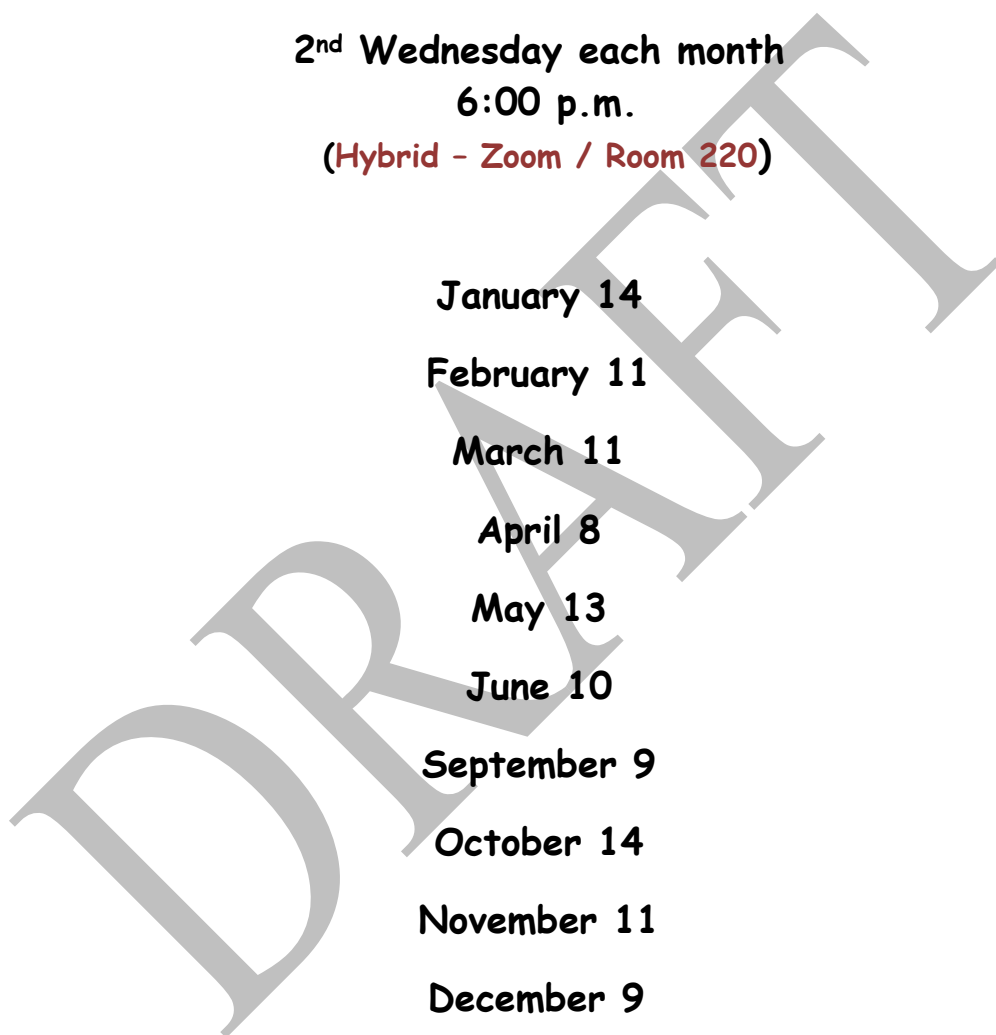 2nd Wednesday each month
6:00 p.m.
(Hybrid – Zoom / Room 220)
January 14
February 11
March 11
April 8
May 13
June 10
September 9
October 14
November 11
December 9
DRAFT